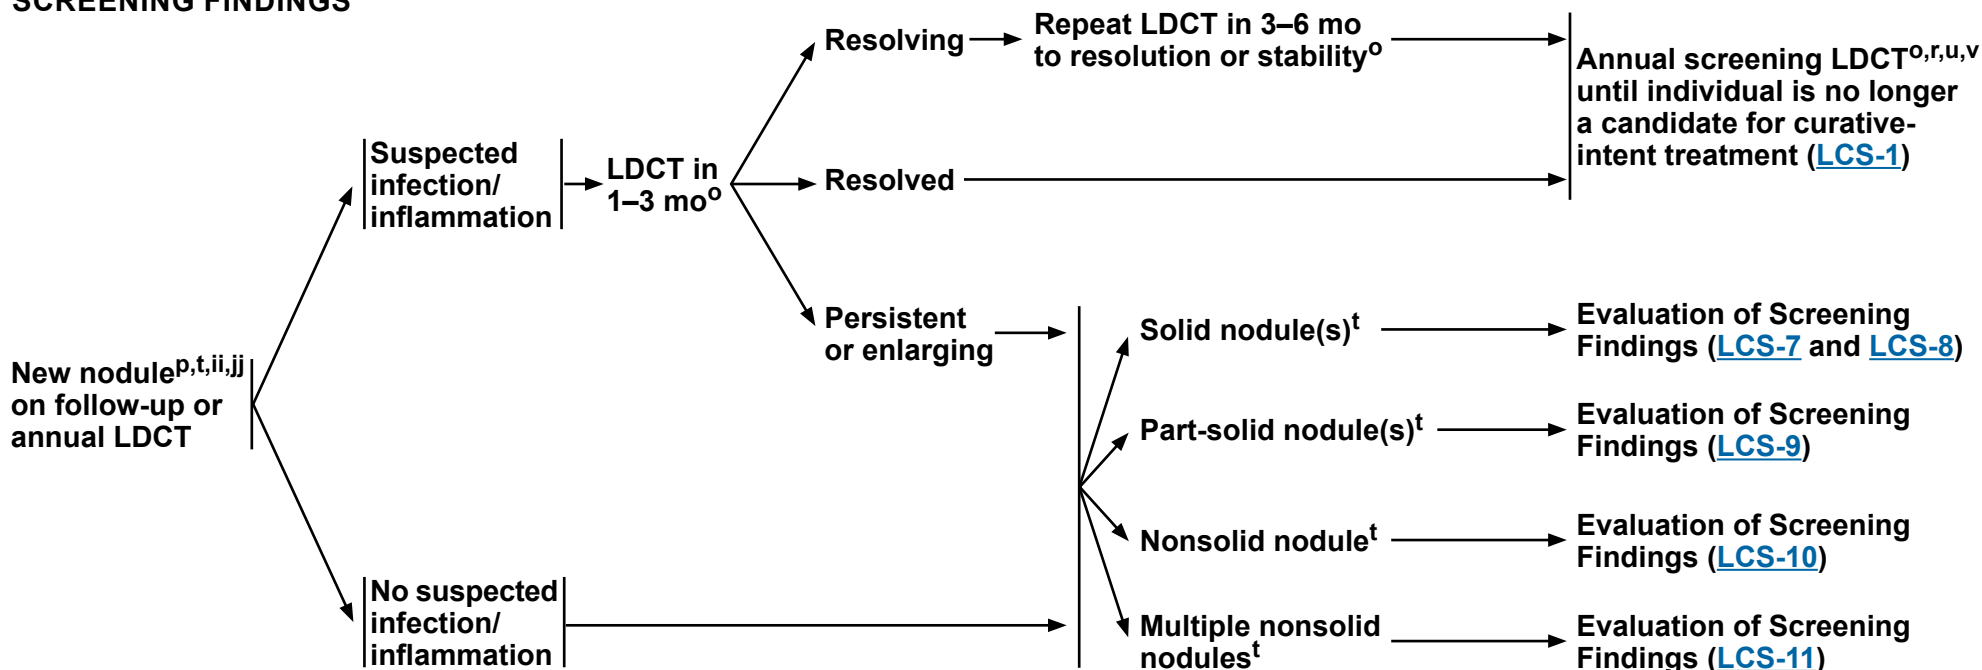 SCREENING FINDINGS
New nodule^p,t,ii,jj
on follow-up or
annual LDCT
Suspected
infection/
inflammation
LDCT in
1–3 mo^o
Resolving
Repeat LDCT in 3–6 mo
to resolution or stability^o
Resolved
Annual screening LDCT^o,r,u,v
until individual is no longer
a candidate for curative-
intent treatment (LCS-1)
Persistent
or enlarging
No suspected
infection/
inflammation
Solid nodule(s)^t
Evaluation of Screening
Findings (LCS-7 and LCS-8)
Part-solid nodule(s)^t
Evaluation of Screening
Findings (LCS-9)
Nonsolid nodule^t
Evaluation of Screening
Findings (LCS-10)
Multiple nonsolid
nodules^t
Evaluation of Screening
Findings (LCS-11)